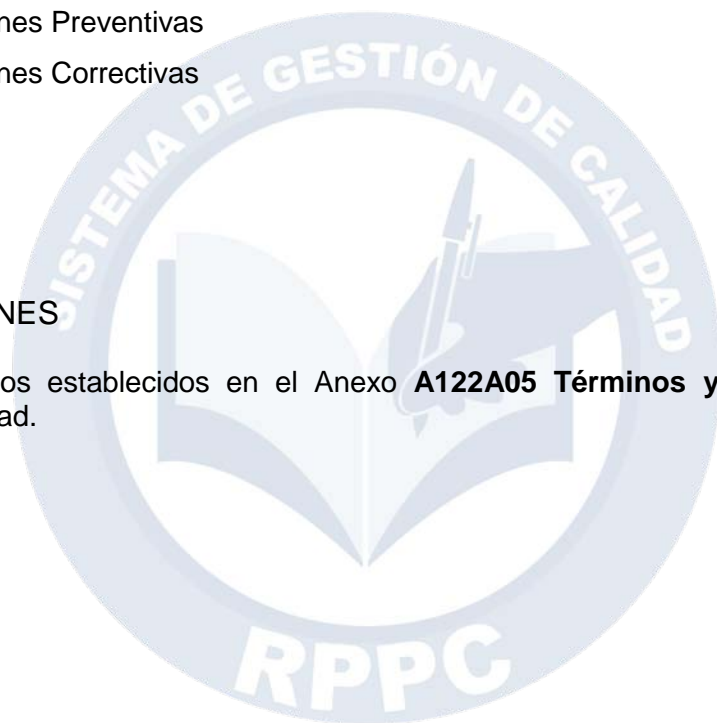 nes Preventivas
nes Correctivas
SISTEMA DE GESTIÓN DE CALIDAD
NES
os establecidos en el Anexo A122A05 Términos y
ad.
RPPC